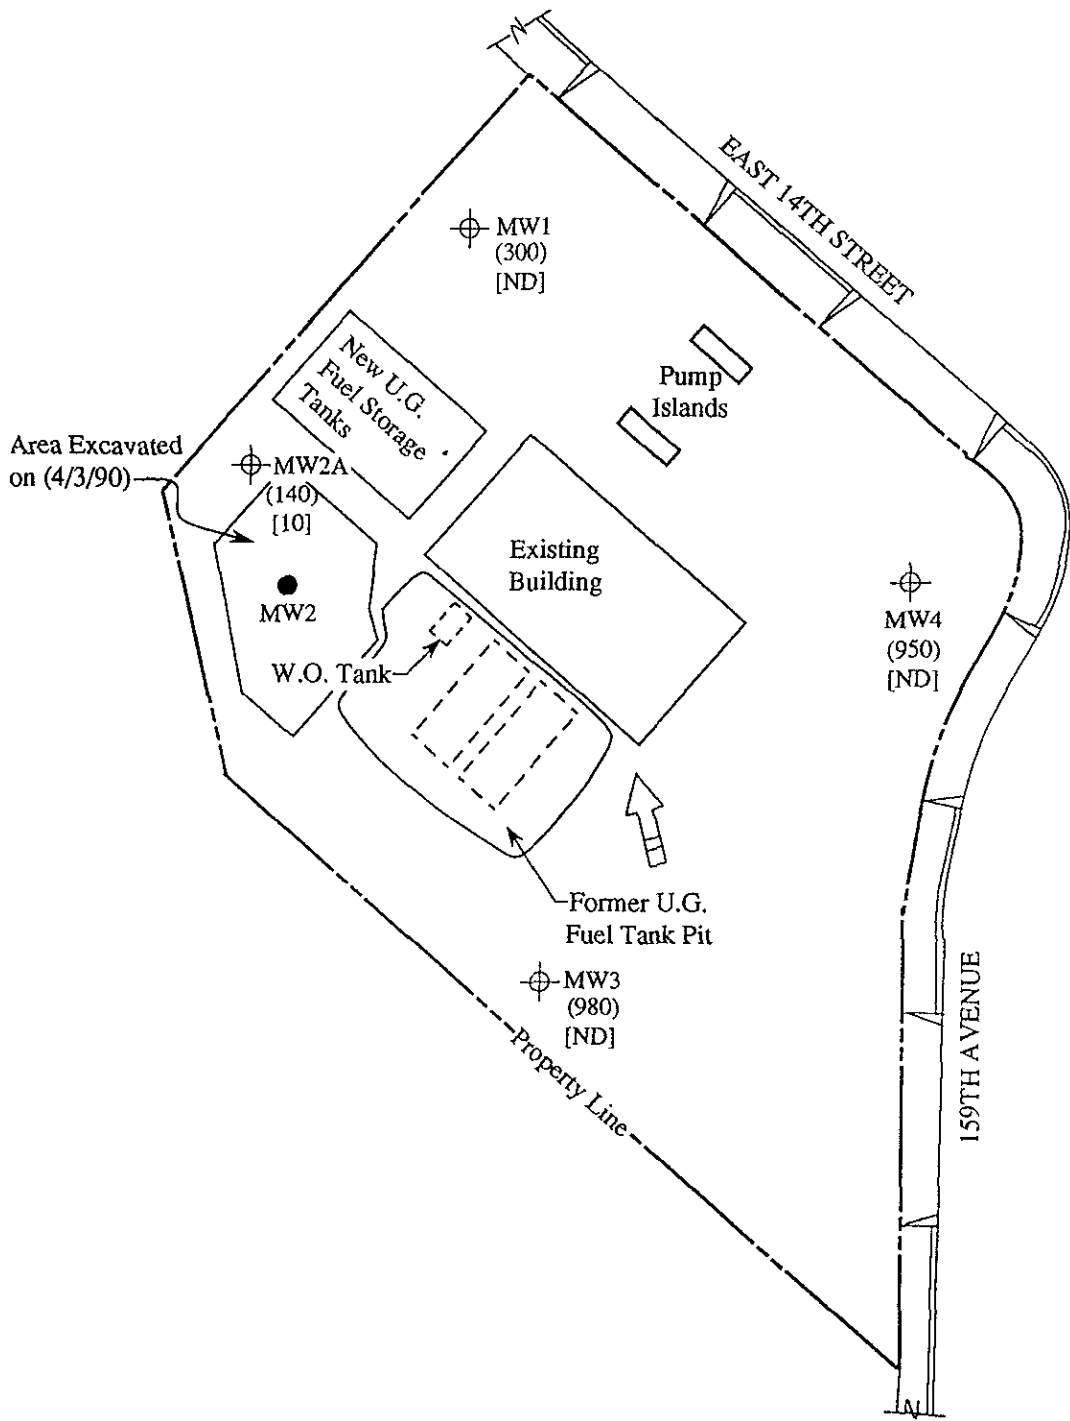 EAST 14TH STREET
MW1
(300)
[ND]
New U.G.
Fuel Storage
Tanks
Pump
Islands
Area Excavated
on (4/3/90)
MW2A
(140)
[10]
Existing
Building
MW2
MW4
(950)
[ND]
W.O. Tank
Former U.G.
Fuel Tank Pit
MW3
(980)
[ND]
Property Line
159TH AVENUE